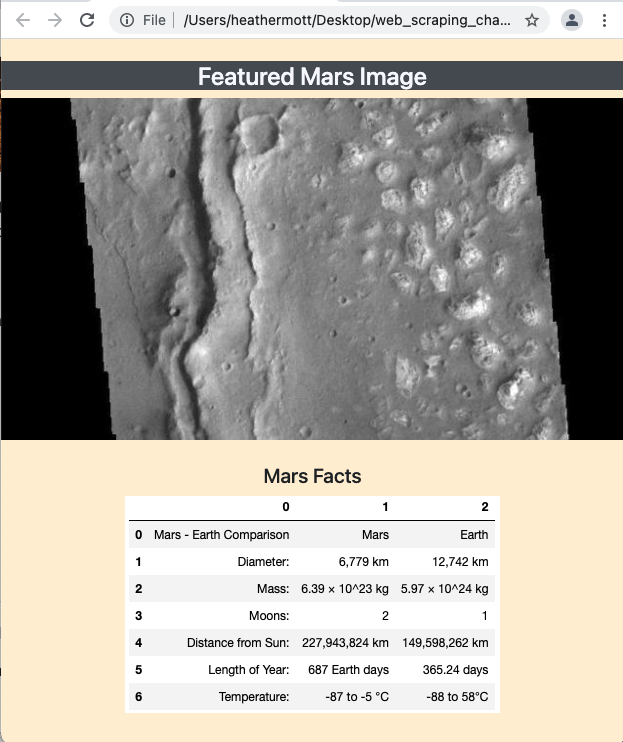 File /Users/heathermott/Desktop/web_scraping_cha...
Featured Mars Image
Mars Facts
0 1 2
0 Mars - Earth Comparison Mars Earth
1 Diameter: 6,779 km 12,742 km
2 Mass: 6.39 × 10^23 kg 5.97 × 10^24 kg
3 Moons: 2 1
4 Distance from Sun: 227,943,824 km 149,598,262 km
5 Length of Year: 687 Earth days 365.24 days
6 Temperature: -87 to -5 °C -88 to 58°C